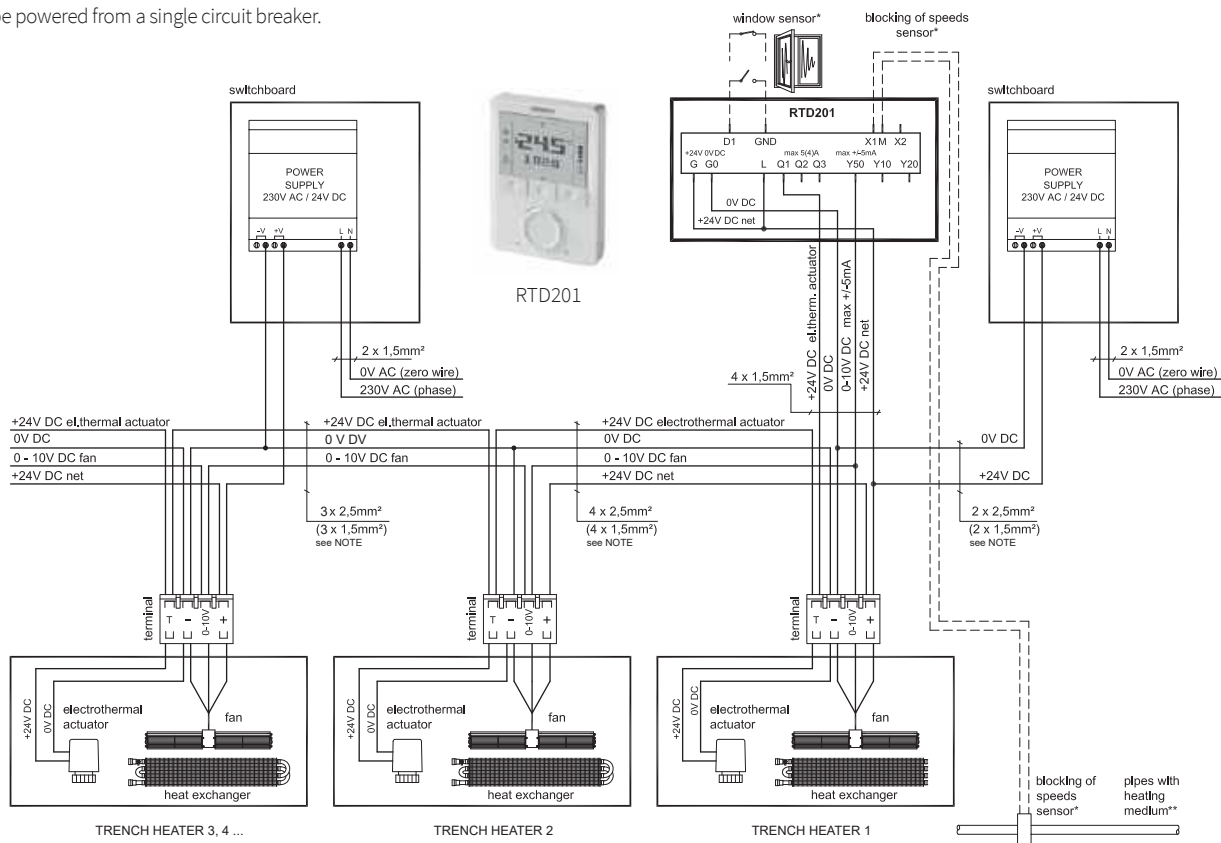 be powered from a single circuit breaker.
window sensor*
blocking of speeds
sensor*
switchboard
POWER
SUPPLY
230V AC / 24V DC
-V +V L N
2 x 1,5mm²
0V AC (zero wire)
230V AC (phase)
24.5
RTD201
RTD201
D1 GND X1 M X2
+24V 0V DC max 5(4)A max +/-5mA
G G0 L Q1 Q2 Q3 Y50 Y10 Y20
0V DC
+24V DC net
+24V DC el.therm. actuator
0V DC
0-10V DC max +/-5mA
+24V DC net
4 x 1,5mm²
switchboard
POWER
SUPPLY
230V AC / 24V DC
-V +V L N
2 x 1,5mm²
0V AC (zero wire)
230V AC (phase)
+24V DC el.thermal actuator
0V DC
0 - 10V DC fan
+24V DC net
+24V DC el.thermal actuator
0 V DV
0 - 10V DC fan
+24V DC electrothermal actuator
0V DC
0 - 10V DC fan
+24V DC net
0V DC
+24V DC
3 x 2,5mm²
(3 x 1,5mm²)
see NOTE
4 x 2,5mm²
(4 x 1,5mm²)
see NOTE
2 x 2,5mm²
(2 x 1,5mm²)
see NOTE
terminal
T - 0-10V +
+24V DC
0V DC
electrothermal
actuator
fan
heat exchanger
TRENCH HEATER 3, 4 ...
terminal
T - 0-10V +
+24V DC
0V DC
electrothermal
actuator
fan
heat exchanger
TRENCH HEATER 2
terminal
T - 0-10V +
+24V DC
0V DC
electrothermal
actuator
fan
heat exchanger
TRENCH HEATER 1
blocking of
speeds
sensor*
pipes with
heating
medium**